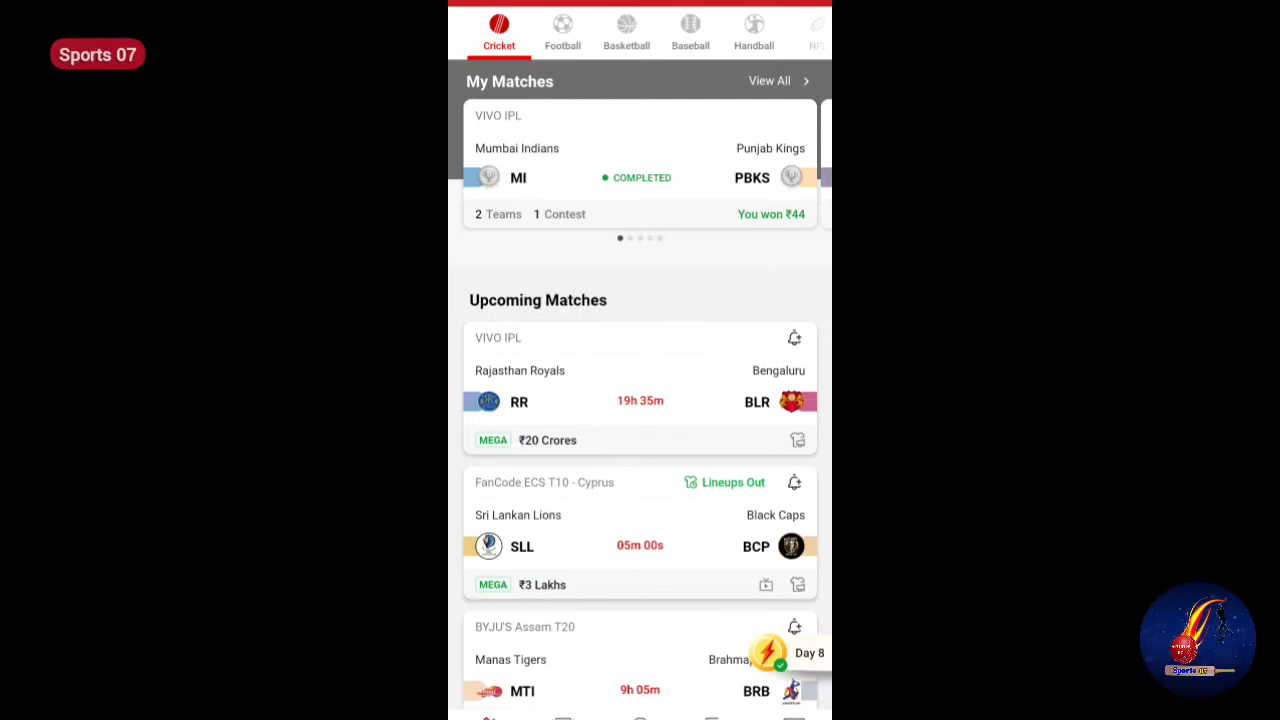 Sports 07
Cricket Football Basketball Baseball Handball NF
My Matches View All
VIVO IPL
Mumbai Indians Punjab Kings
MI COMPLETED PBKS
2 Teams 1 Contest You won ₹44
Upcoming Matches
VIVO IPL
Rajasthan Royals Bengaluru
RR 19h 35m BLR
MEGA ₹20 Crores
FanCode ECS T10 - Cyprus Lineups Out
Sri Lankan Lions Black Caps
SLL 05m 00s BCP
MEGA ₹3 Lakhs
BYJU'S Assam T20
Manas Tigers Brahma
Day 8
MTI 9h 05m BRB
Sports 07